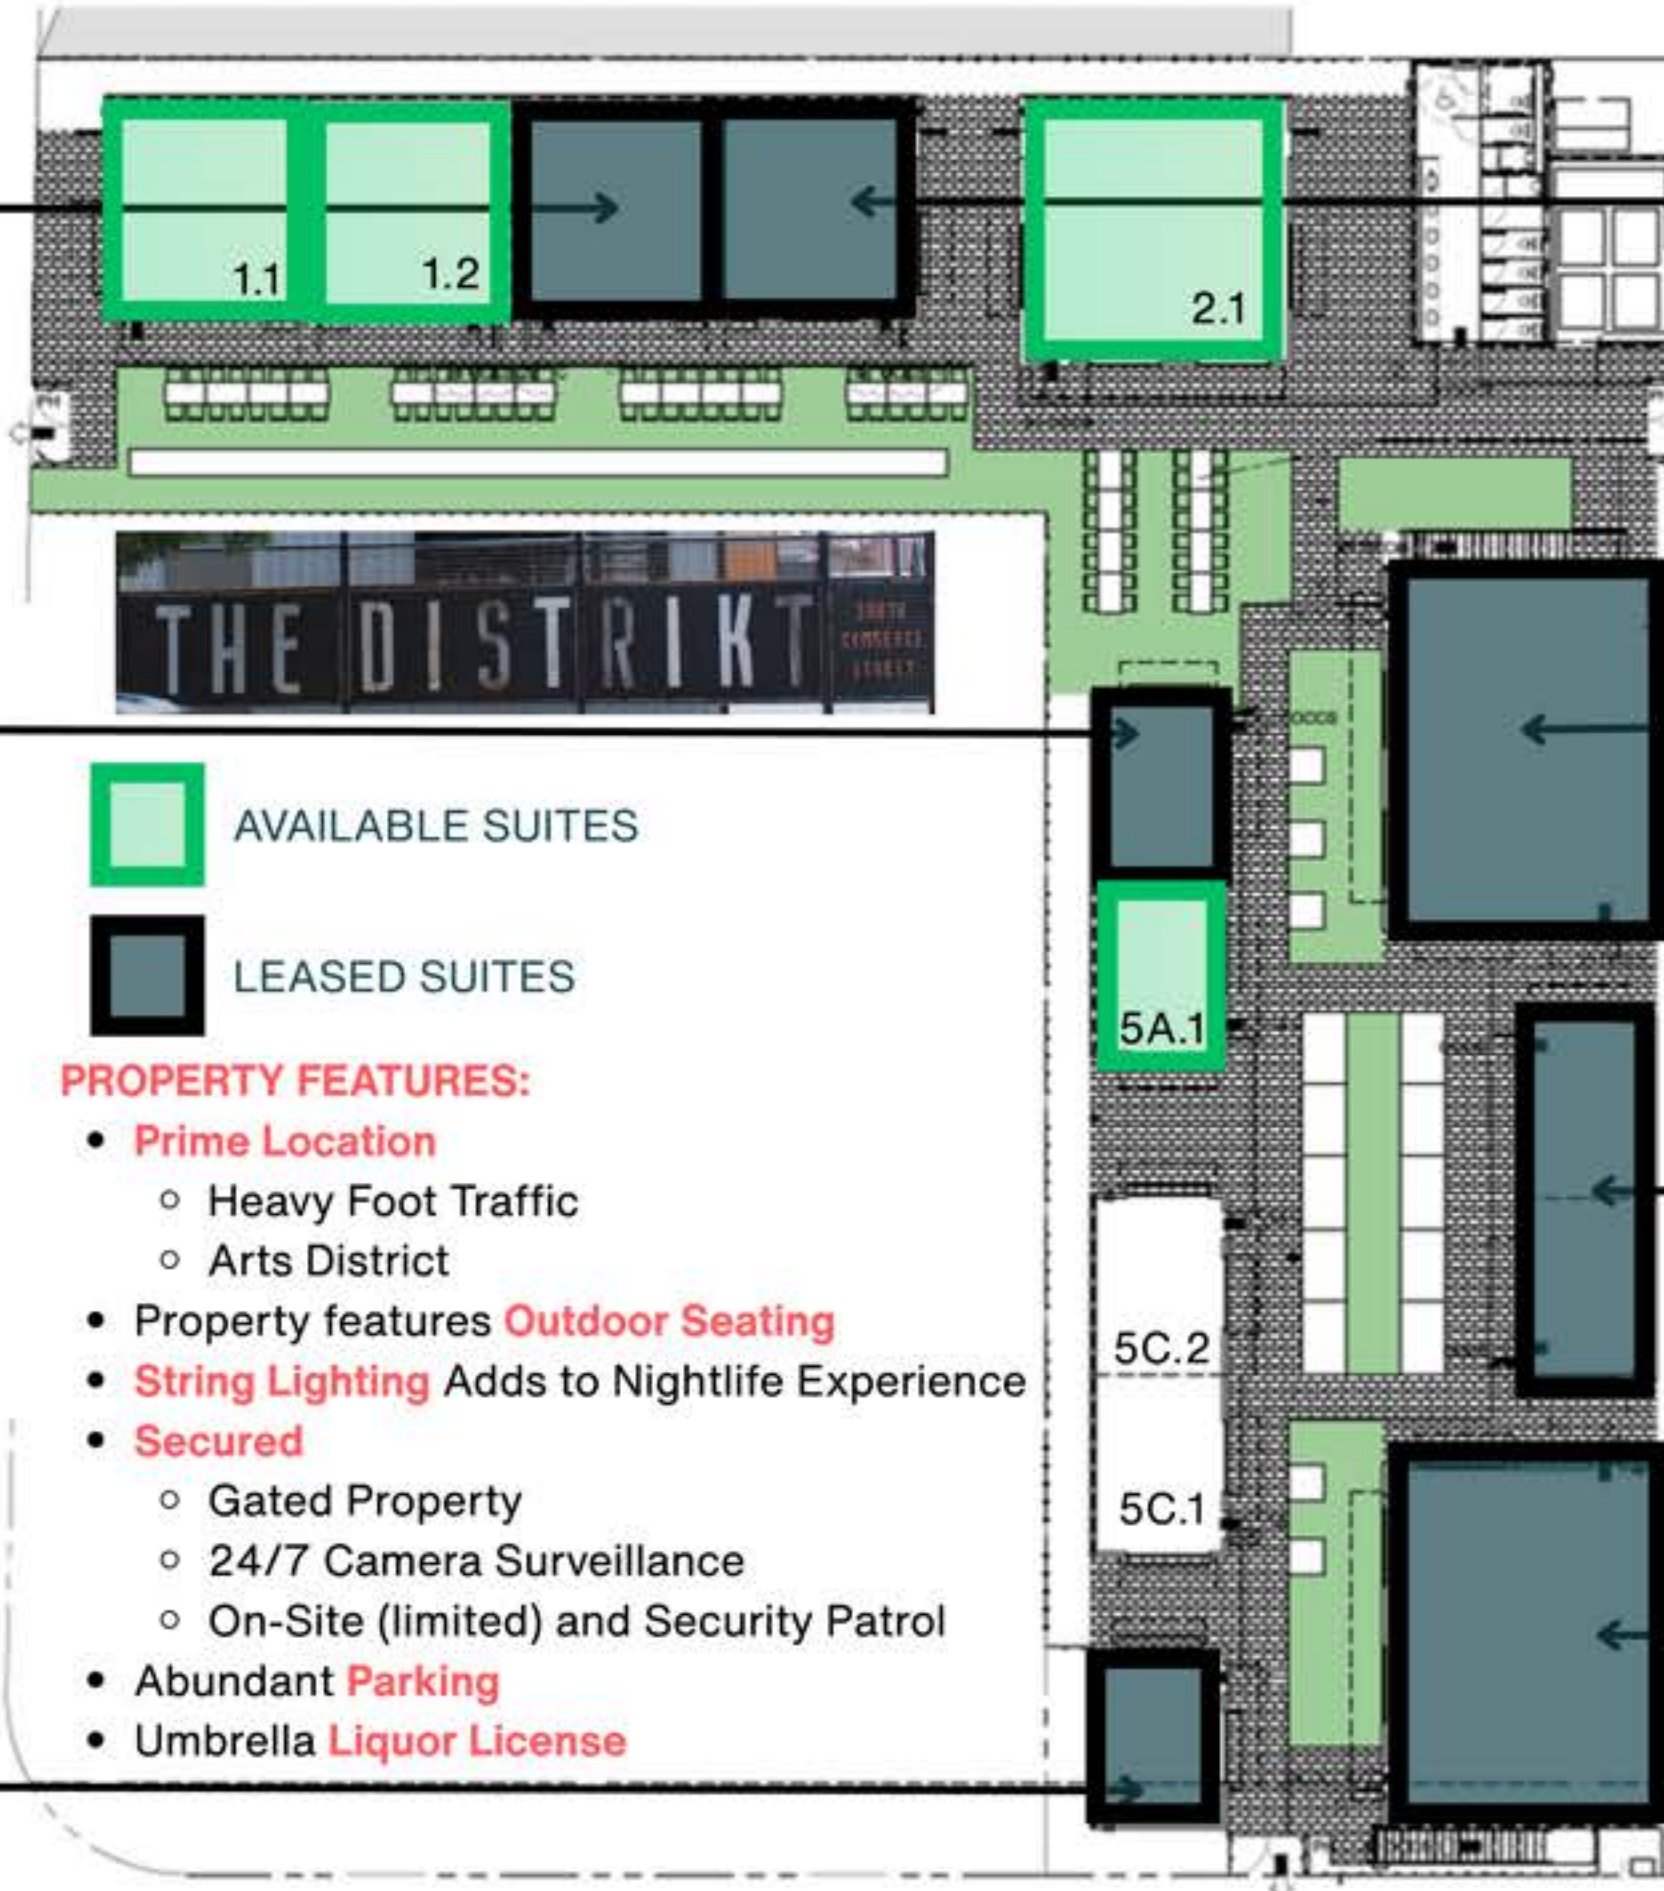 1.1
1.2
2.1
THE DISTRIKT
AVAILABLE SUITES
LEASED SUITES
5A.1
PROPERTY FEATURES:
• Prime Location
○ Heavy Foot Traffic
○ Arts District
• Property features Outdoor Seating
5C.2
• String Lighting Adds to Nightlife Experience
• Secured
○ Gated Property
5C.1
○ 24/7 Camera Surveillance
○ On-Site (limited) and Security Patrol
• Abundant Parking
• Umbrella Liquor License